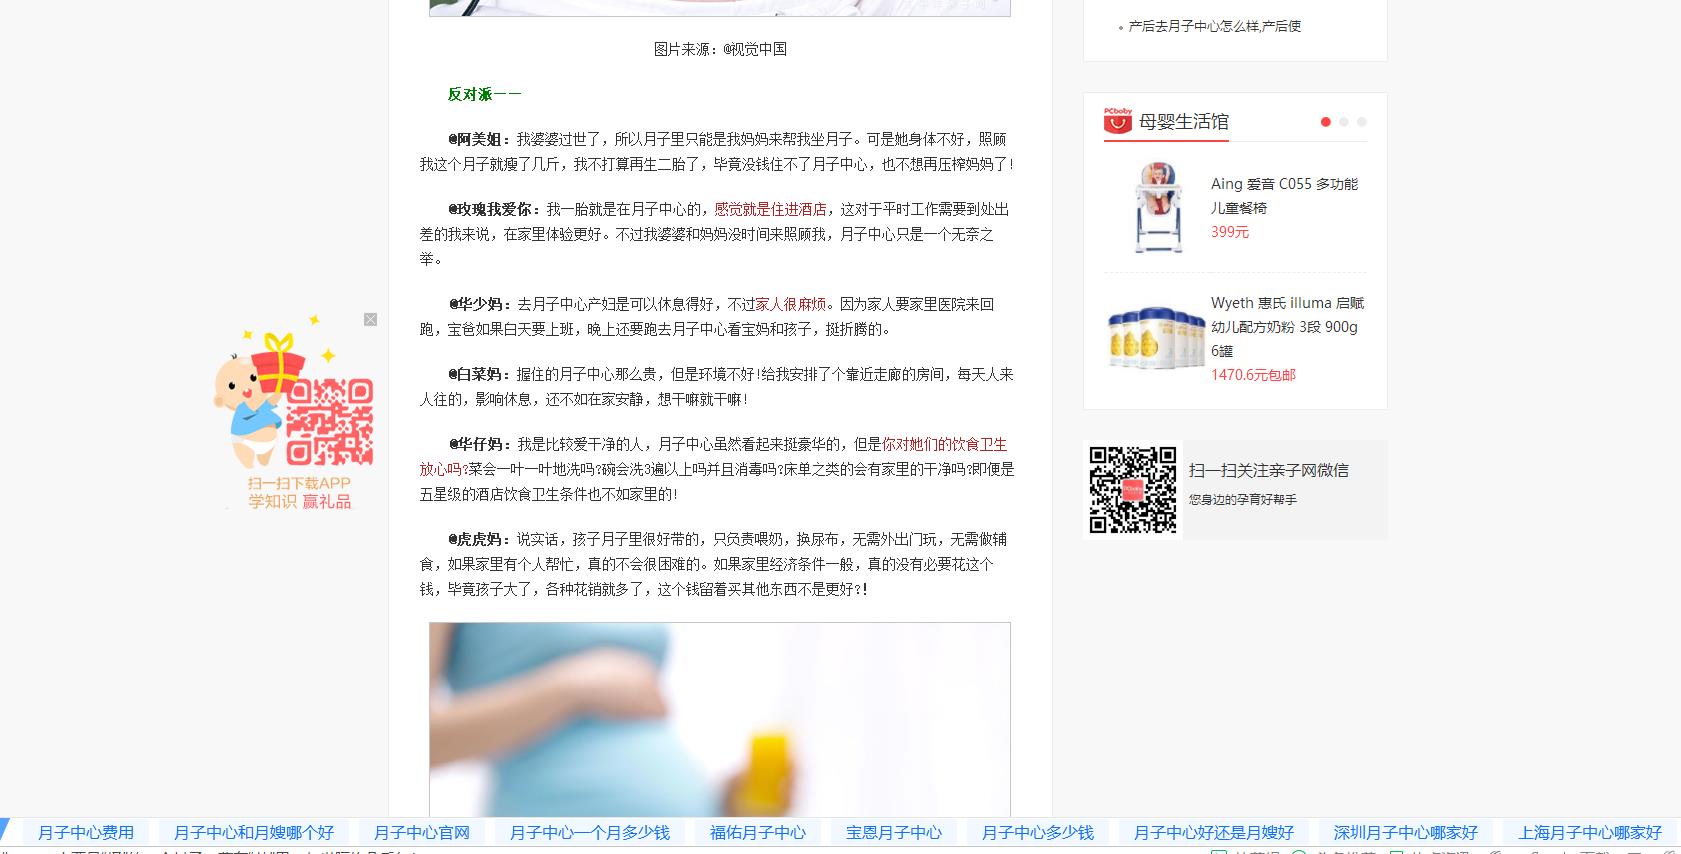 图片来源：@视觉中国
反对派——
@阿美姐：我婆婆过世了，所以月子里只能是我妈妈来帮我坐月子。可是她身体不好，照顾
我这个月子就瘦了几斤，我不打算再生二胎了，毕竟没钱住不了月子中心，也不想再压榨妈妈了!
@玫瑰我爱你：我一胎就是在月子中心的，感觉就是住进酒店，这对于平时工作需要到处出
差的我来说，在家里体验更好。不过我婆婆和妈妈没时间来照顾我，月子中心只是一个无奈之
举。
@华少妈：去月子中心产妇是可以休息得好，不过家人很麻烦。因为家人要家里医院来回
跑，宝爸如果白天要上班，晚上还要跑去月子中心看宝妈和孩子，挺折腾的。
@白菜妈：握住的月子中心那么贵，但是环境不好!给我安排了个靠近走廊的房间，每天人来
人往的，影响休息，还不如在家安静，想干嘛就干嘛!
@华仔妈：我是比较爱干净的人，月子中心虽然看起来挺豪华的，但是你对她们的饮食卫生
放心吗?菜会一叶一叶地洗吗?碗会洗3遍以上吗并且消毒吗?床单之类的会有家里的干净吗?即便是
五星级的酒店饮食卫生条件也不如家里的!
@虎虎妈：说实话，孩子月子里很好带的，只负责喂奶，换尿布，无需外出门玩，无需做辅
食，如果家里有个人帮忙，真的不会很困难的。如果家里经济条件一般，真的没有必要花这个
钱，毕竟孩子大了，各种花销就多了，这个钱留着买其他东西不是更好?!
扫一扫下载APP
学知识 赢礼品
产后去月子中心怎么样,产后使
PCbaby
母婴生活馆
Aing 爱音 C055 多功能
儿童餐椅
399元
Wyeth 惠氏 illuma 启赋
幼儿配方奶粉 3段 900g
6罐
1470.6元包邮
扫一扫关注亲子网微信
您身边的孕育好帮手
月子中心费用 月子中心和月嫂哪个好 月子中心官网 月子中心一个月多少钱 福佑月子中心 宝恩月子中心 月子中心多少钱 月子中心好还是月嫂好 深圳月子中心哪家好 上海月子中心哪家好